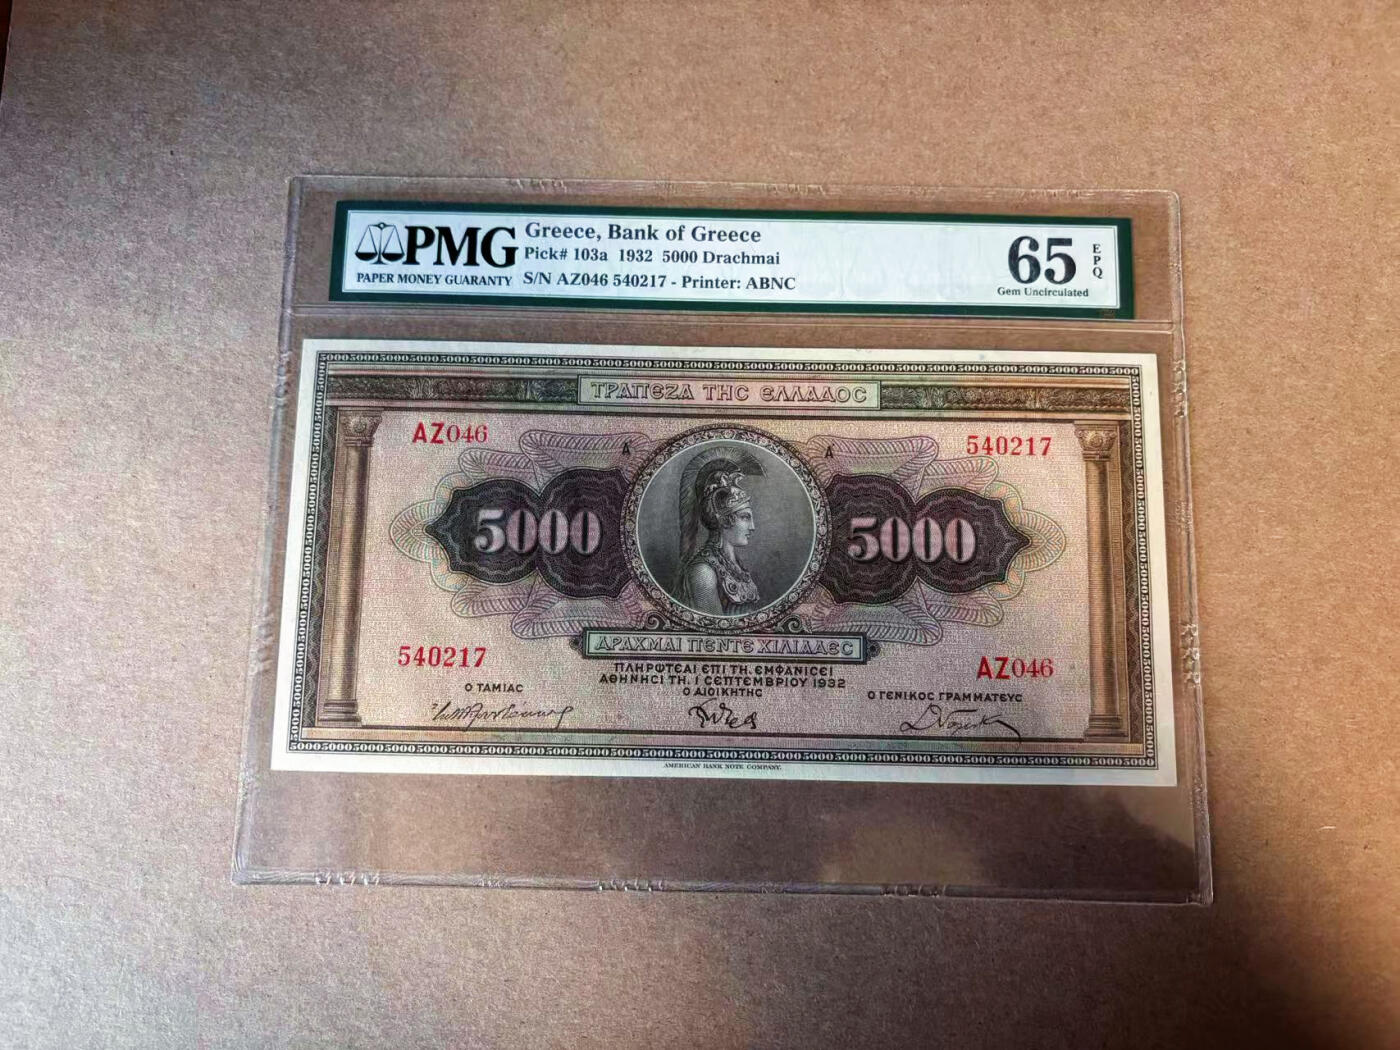 PMG
PAPER MONEY GUARANTY
Greece, Bank of Greece
Pick# 103a 1932 5000 Drachmai
S/N AZ046 540217 - Printer: ABNC
65
EPQ
Gem Uncirculated
ΤΡΑΠΕΖΑ ΤΗΣ ΕΛΛΑΔΟΣ
AZ046
540217
Α
Α
5000
5000
ΔΡΑΧΜΑΙ ΠΕΝΤΕ ΧΙΛΙΑΔΕΣ
540217
AZ046
ΠΛΗΡΩΤΕΑΙ ΕΠΙ ΤΗ, ΕΜΦΑΝΙΣΕΙ
ΑΘΗΝΗΣΙ ΤΗ, 1 ΣΕΠΤΕΜΒΡΙΟΥ 1932
Ο ΤΑΜΙΑΣ
Ο ΔΙΟΙΚΗΤΗΣ
Ο ΓΕΝΙΚΟΣ ΓΡΑΜΜΑΤΕΥΣ
AMERICAN BANK NOTE COMPANY.